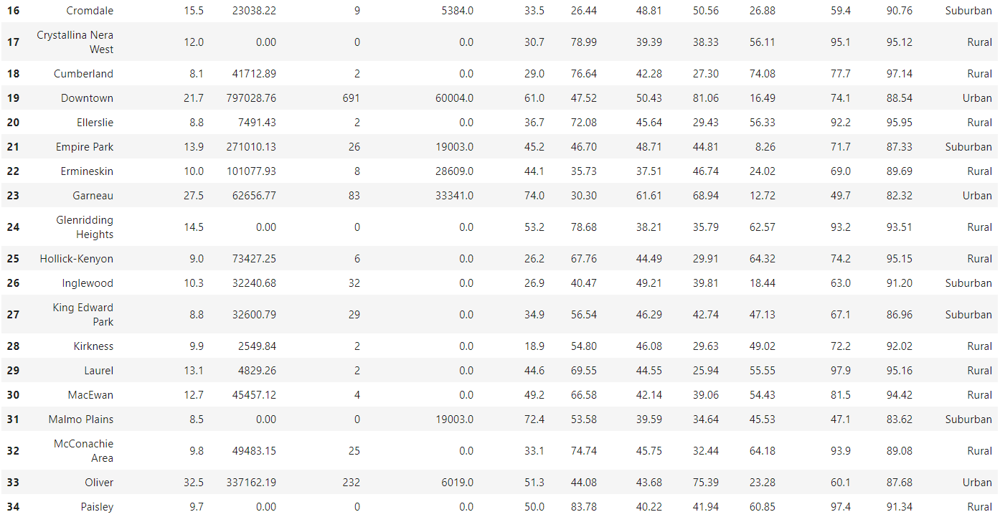 16 Cromdale 15.5 23038.22 9 5384.0 33.5 26.44 48.81 50.56 26.88 59.4 90.76 Suburban
Crystallina Nera
17 12.0 0.00 0 0.0 30.7 78.99 39.39 38.33 56.11 95.1 95.12 Rural
West
18 Cumberland 8.1 41712.89 2 0.0 29.0 76.64 42.28 27.30 74.08 77.7 97.14 Rural
19 Downtown 21.7 797028.76 691 60004.0 61.0 47.52 50.43 81.06 16.49 74.1 88.54 Urban
20 Ellerslie 8.8 7491.43 2 0.0 36.7 72.08 45.64 29.43 56.33 92.2 95.95 Rural
21 Empire Park 13.9 271010.13 26 19003.0 45.2 46.70 48.71 44.81 8.26 71.7 87.33 Suburban
22 Ermineskin 10.0 101077.93 8 28609.0 44.1 35.73 37.51 46.74 24.02 69.0 89.69 Rural
23 Garneau 27.5 62656.77 83 33341.0 74.0 30.30 61.61 68.94 12.72 49.7 82.32 Urban
Glenridding
24 14.5 0.00 0 0.0 53.2 78.68 38.21 35.79 62.57 93.2 93.51 Rural
Heights
25 Hollick-Kenyon 9.0 73427.25 6 0.0 26.2 67.76 44.49 29.91 64.32 74.2 95.15 Rural
26 Inglewood 10.3 32240.68 32 0.0 26.9 40.47 49.21 39.81 18.44 63.0 91.20 Suburban
King Edward
27 8.8 32600.79 29 0.0 34.9 56.54 46.29 42.74 47.13 67.1 86.96 Suburban
Park
28 Kirkness 9.9 2549.84 2 0.0 18.9 54.80 46.08 29.63 49.02 72.2 92.02 Rural
29 Laurel 13.1 4829.26 2 0.0 44.6 69.55 44.55 25.94 55.55 97.9 95.16 Rural
30 MacEwan 12.7 45457.12 4 0.0 49.2 66.58 42.14 39.06 54.43 81.5 94.42 Rural
31 Malmo Plains 8.5 0.00 0 19003.0 72.4 53.58 39.59 34.64 45.53 47.1 83.62 Suburban
McConachie
32 9.8 49483.15 25 0.0 33.1 74.74 45.75 32.44 64.18 93.9 89.08 Rural
Area
33 Oliver 32.5 337162.19 232 6019.0 51.3 44.08 43.68 75.39 23.28 60.1 87.68 Urban
34 Paisley 9.7 0.00 0 0.0 50.0 83.78 40.22 41.94 60.85 97.4 91.34 Rural